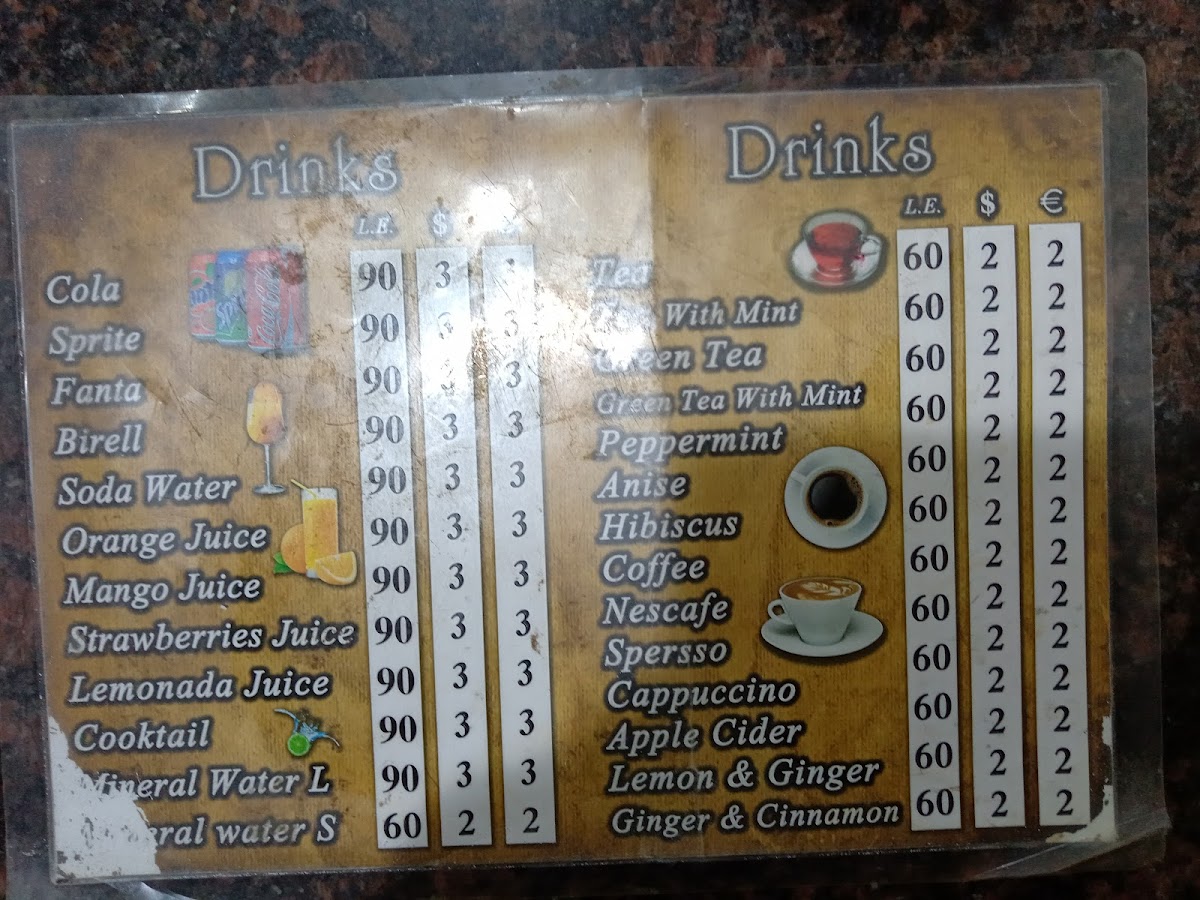 Drinks
L.E. $
Cola 90 3
Sprite 90 3 3
Fanta 90 3 3
Birell 90 3 3
Soda Water 90 3 3
Orange Juice 90 3 3
Mango Juice 90 3 3
Strawberries Juice 90 3 3
Lemonada Juice 90 3 3
Cooktail 90 3 3
Mineral Water L 90 3 3
water S 60 2 2
Drinks
L.E. $ €
Tea 60 2 2
With Mint 60 2 2
Green Tea 60 2 2
Green Tea With Mint 60 2 2
Peppermint 60 2 2
Anise 60 2 2
Hibiscus 60 2 2
Coffee 60 2 2
Nescafe 60 2 2
Spersso 60 2 2
Cappuccino 60 2 2
Apple Cider 2 2
Lemon & Ginger 2 2
Ginger & Cinnamon 60 2 2